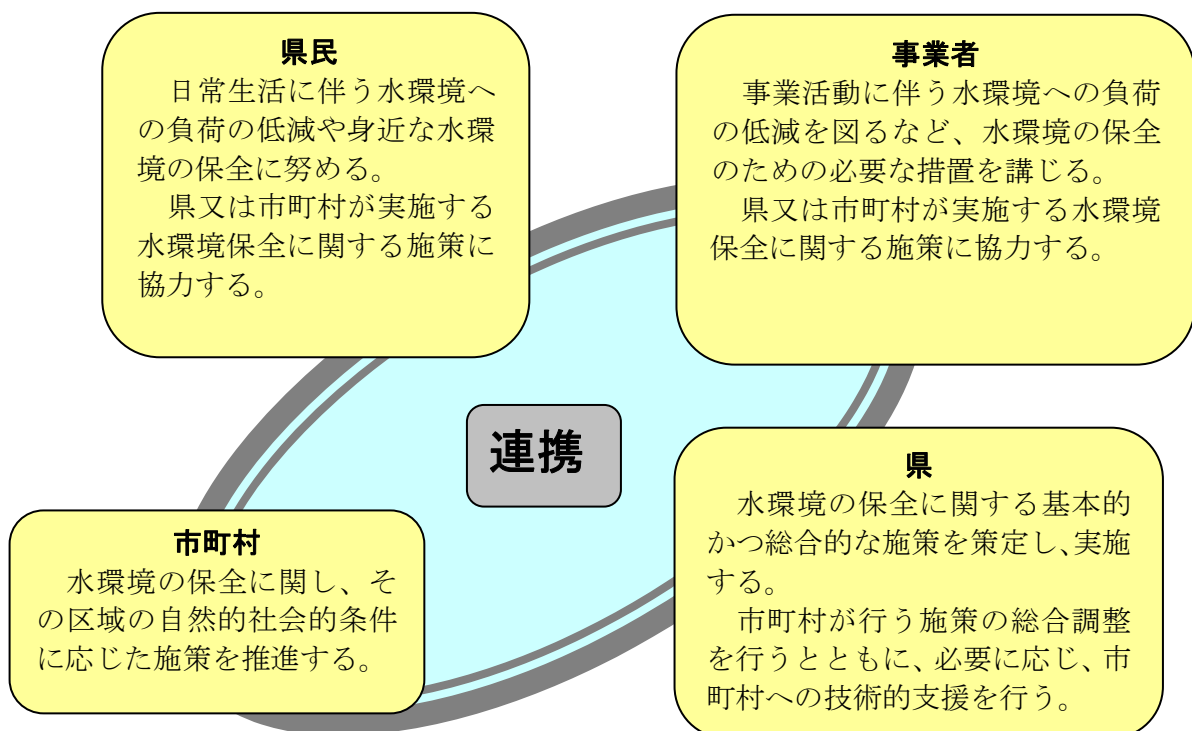 県民
日常生活に伴う水環境へ
の負荷の低減や身近な水環
境の保全に努める。
県又は市町村が実施する
水環境保全に関する施策に
協力する。
事業者
事業活動に伴う水環境への負荷
の低減を図るなど、水環境の保全
のための必要な措置を講じる。
県又は市町村が実施する水環境
保全に関する施策に協力する。
連携
市町村
水環境の保全に関し、そ
の区域の自然的社会的条件
に応じた施策を推進する。
県
水環境の保全に関する基本的
かつ総合的な施策を策定し、実施
する。
市町村が行う施策の総合調整
を行うとともに、必要に応じ、市
町村への技術的支援を行う。